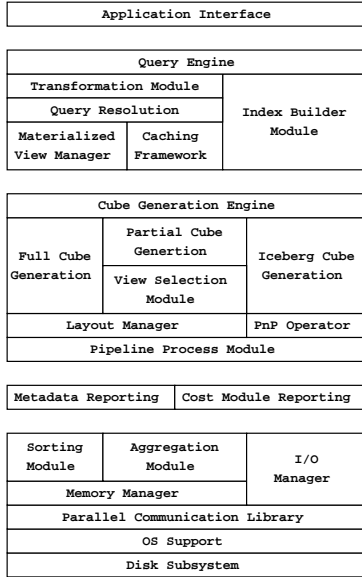 Application Interface
Query Engine
Transformation Module
Query Resolution
Materialized
View Manager
Caching
Framework
Index Builder
Module
Cube Generation Engine
Full Cube
Generation
Partial Cube
Genertion
View Selection
Module
Iceberg Cube
Generation
Layout Manager
PnP Operator
Pipeline Process Module
Metadata Reporting
Cost Module Reporting
Sorting
Module
Aggregation
Module
I/O
Manager
Memory Manager
Parallel Communication Library
OS Support
Disk Subsystem